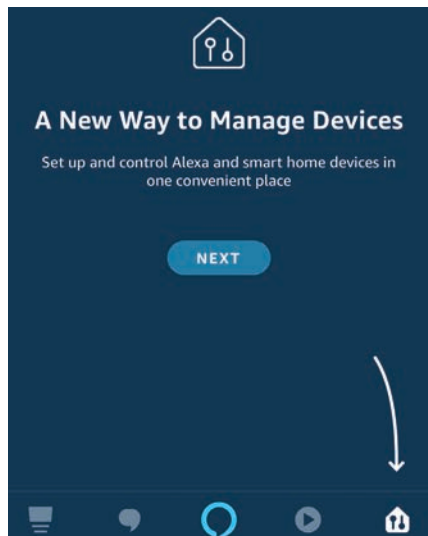 A New Way to Manage Devices
Set up and control Alexa and smart home devices in
one convenient place
NEXT